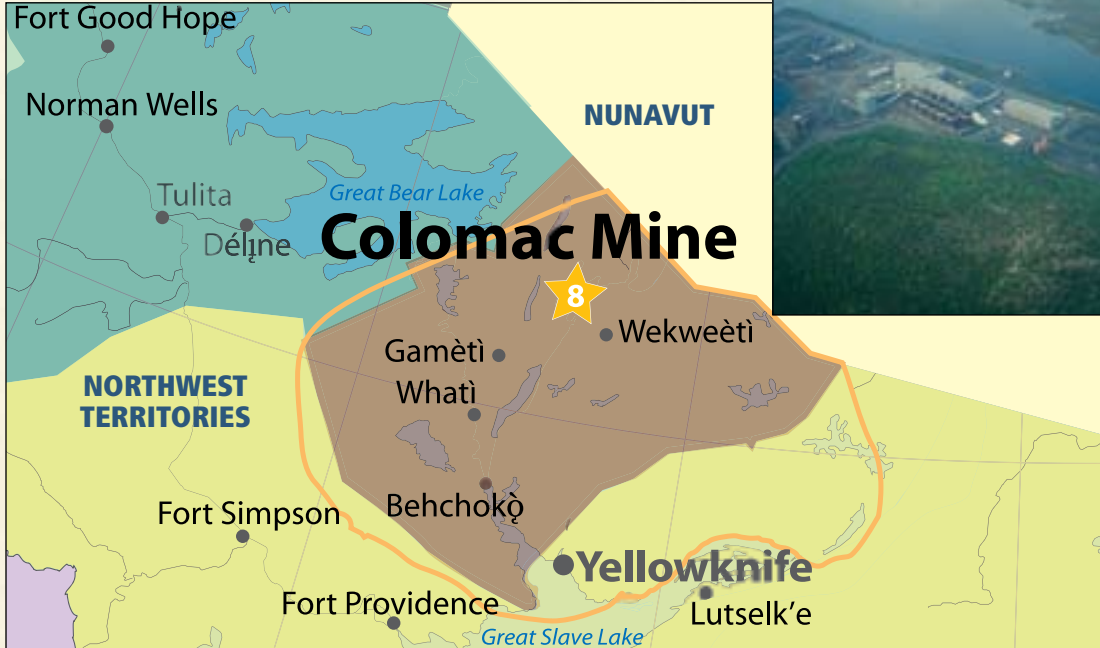 Fort Good Hope
Norman Wells
NUNAVUT
Tulita
Great Bear Lake
Délı̨ne
Colomac Mine
8
Wekweètì
Gamètì
Whatì
NORTHWEST
TERRITORIES
Behchokǫ̀
Fort Simpson
Yellowknife
Fort Providence
Lutselk'e
Great Slave Lake